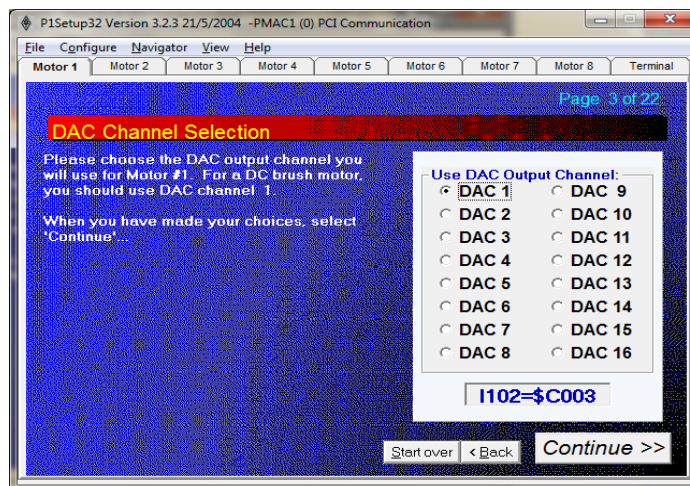 P1Setup32 Version 3.2.3 21/5/2004 -PMAC1 (0) PCI Communication
File Configure Navigator View Help
Motor 1 Motor 2 Motor 3 Motor 4 Motor 5 Motor 6 Motor 7 Motor 8 Terminal
Page 3 of 22
DAC Channel Selection
Please choose the DAC output channel you
will use for Motor #1. For a DC brush motor,
you should use DAC channel 1.
When you have made your choices, select
'Continue'...
Use DAC Output Channel:
DAC 1 DAC 9
DAC 2 DAC 10
DAC 3 DAC 11
DAC 4 DAC 12
DAC 5 DAC 13
DAC 6 DAC 14
DAC 7 DAC 15
DAC 8 DAC 16
I102=$C003
Start over < Back Continue >>